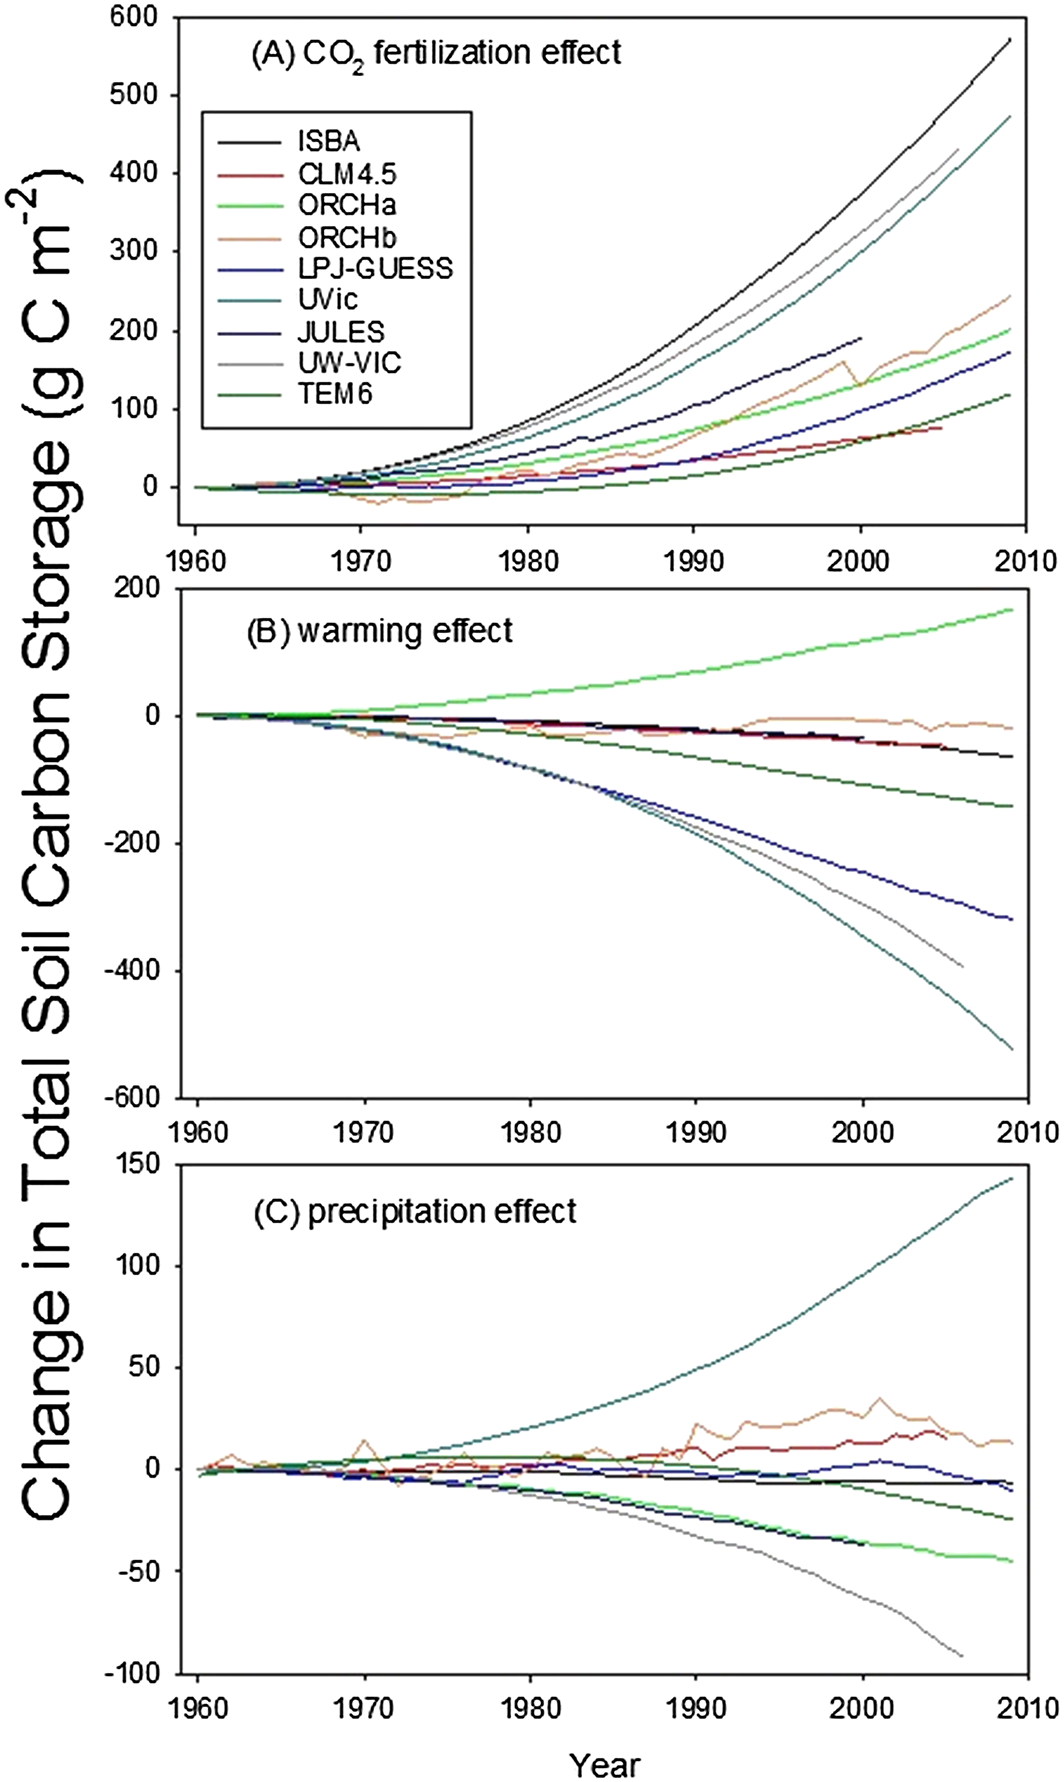 Change in Total Soil Carbon Storage (g C m-2)
(A) CO2 fertilization effect
600
500
400
300
200
100
0
ISBA
CLM4.5
ORCHa
ORCHb
LPJ-GUESS
UVic
JULES
UW-VIC
TEM6
1960 1970 1980 1990 2000 2010
(B) warming effect
200
0
-200
-400
-600
1960 1970 1980 1990 2000 2010
(C) precipitation effect
150
100
50
0
-50
-100
1960 1970 1980 1990 2000 2010
Year